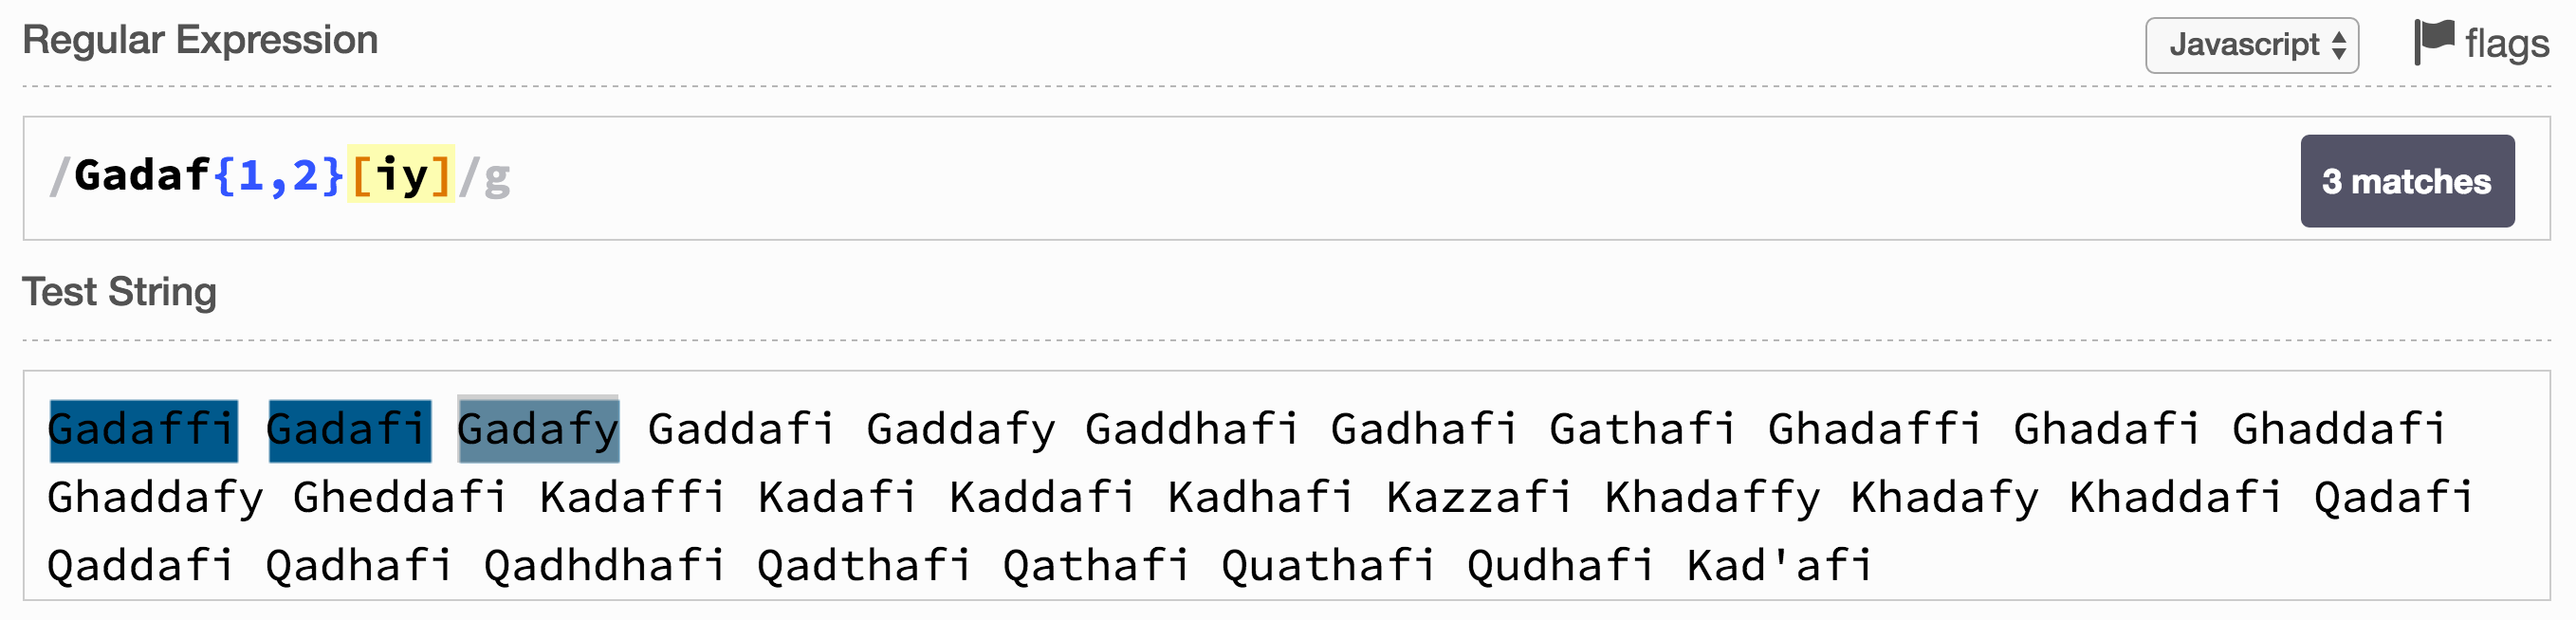 Regular Expression Javascript flags
/Gadaf{1,2}[iy]/g 3 matches
Test String
Gadaffi Gadafi Gadafy Gaddafi Gaddafy Gaddhafi Gadhafi Gathafi Ghadaffi Ghadafi Ghaddafi
Ghaddafy Gheddafi Kadaffi Kadafi Kaddafi Kadhafi Kazzafi Khadaffy Khadafy Khaddafi Qadafi
Qaddafi Qadhafi Qadhdhafi Qadthafi Qathafi Quathafi Qudhafi Kad'afi